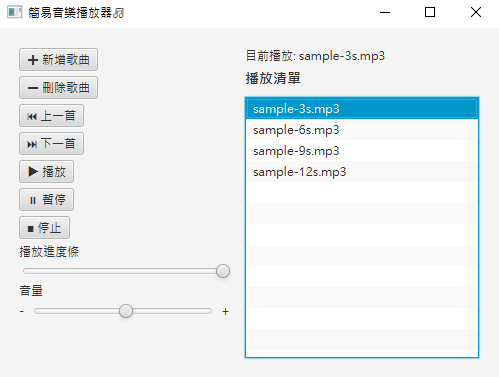 簡易音樂播放器🎵
➕ 新增歌曲
➖ 刪除歌曲
⏮ 上一首
⏭ 下一首
▶ 播放
⏸ 暫停
⏹ 停止
播放進度條
音量
- +
目前播放: sample-3s.mp3
播放清單
sample-3s.mp3
sample-6s.mp3
sample-9s.mp3
sample-12s.mp3